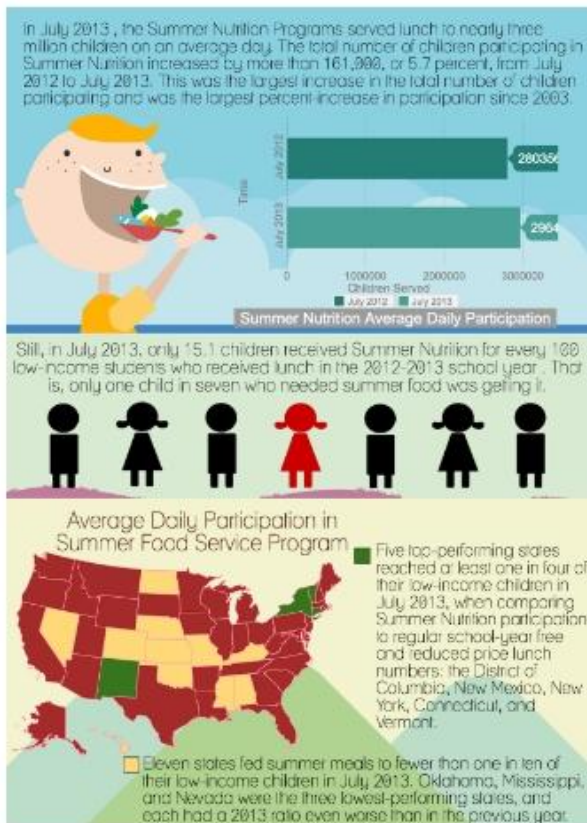 In July 2013 , the Summer Nutrition Programs served lunch to nearly three
million children on an average day. The total number of children participating in
Summer Nutrition increased by more than 161,000, or 5.7 percent, from July
2012 to July 2013. This was the largest increase in the total number of children
participating and was the largest percent-increase in participation since 2003.
Time
July 2012
280356
July 2013
2964
0 1000000 2000000 3000000
Children Served
July 2012 July 2013
Summer Nutrition Average Daily Participation
Still, in July 2013, only 15.1 children received Summer Nutrition for every 100
low-income students who received lunch in the 2012-2013 school year . That
is, only one child in seven who needed summer food was getting it.
Average Daily Participation in
Summer Food Service Program
Five top-performing states
reached at least one in four of
their low-income children in
July 2013, when comparing
Summer Nutrition participation
to regular school-year free
and reduced price lunch
numbers: the District of
Columbia, New Mexico, New
York, Connecticut, and
Vermont.
Eleven states fed summer meals to fewer than one in ten of
their low-income children in July 2013. Oklahoma, Mississippi,
and Nevada were the three lowest-performing states, and
each had a 2013 ratio even worse than in the previous year.